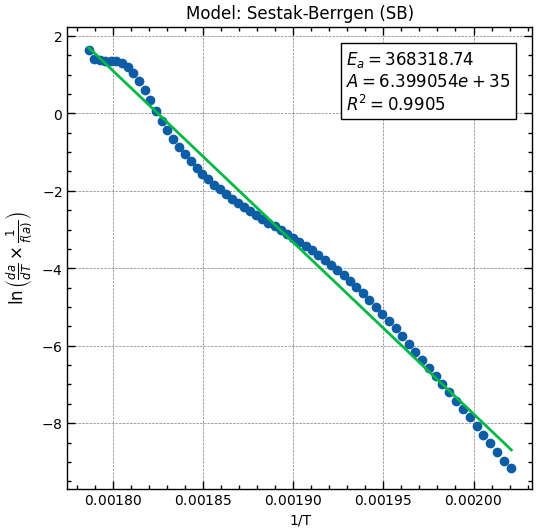 Model: Sestak-Berrgen (SB)
2
0
−2
−4
−6
−8
ln (da/dT × 1/f(a))
E_a = 368318.74
A = 6.399054e + 35
R² = 0.9905
0.00180 0.00185 0.00190 0.00195 0.00200
1/T